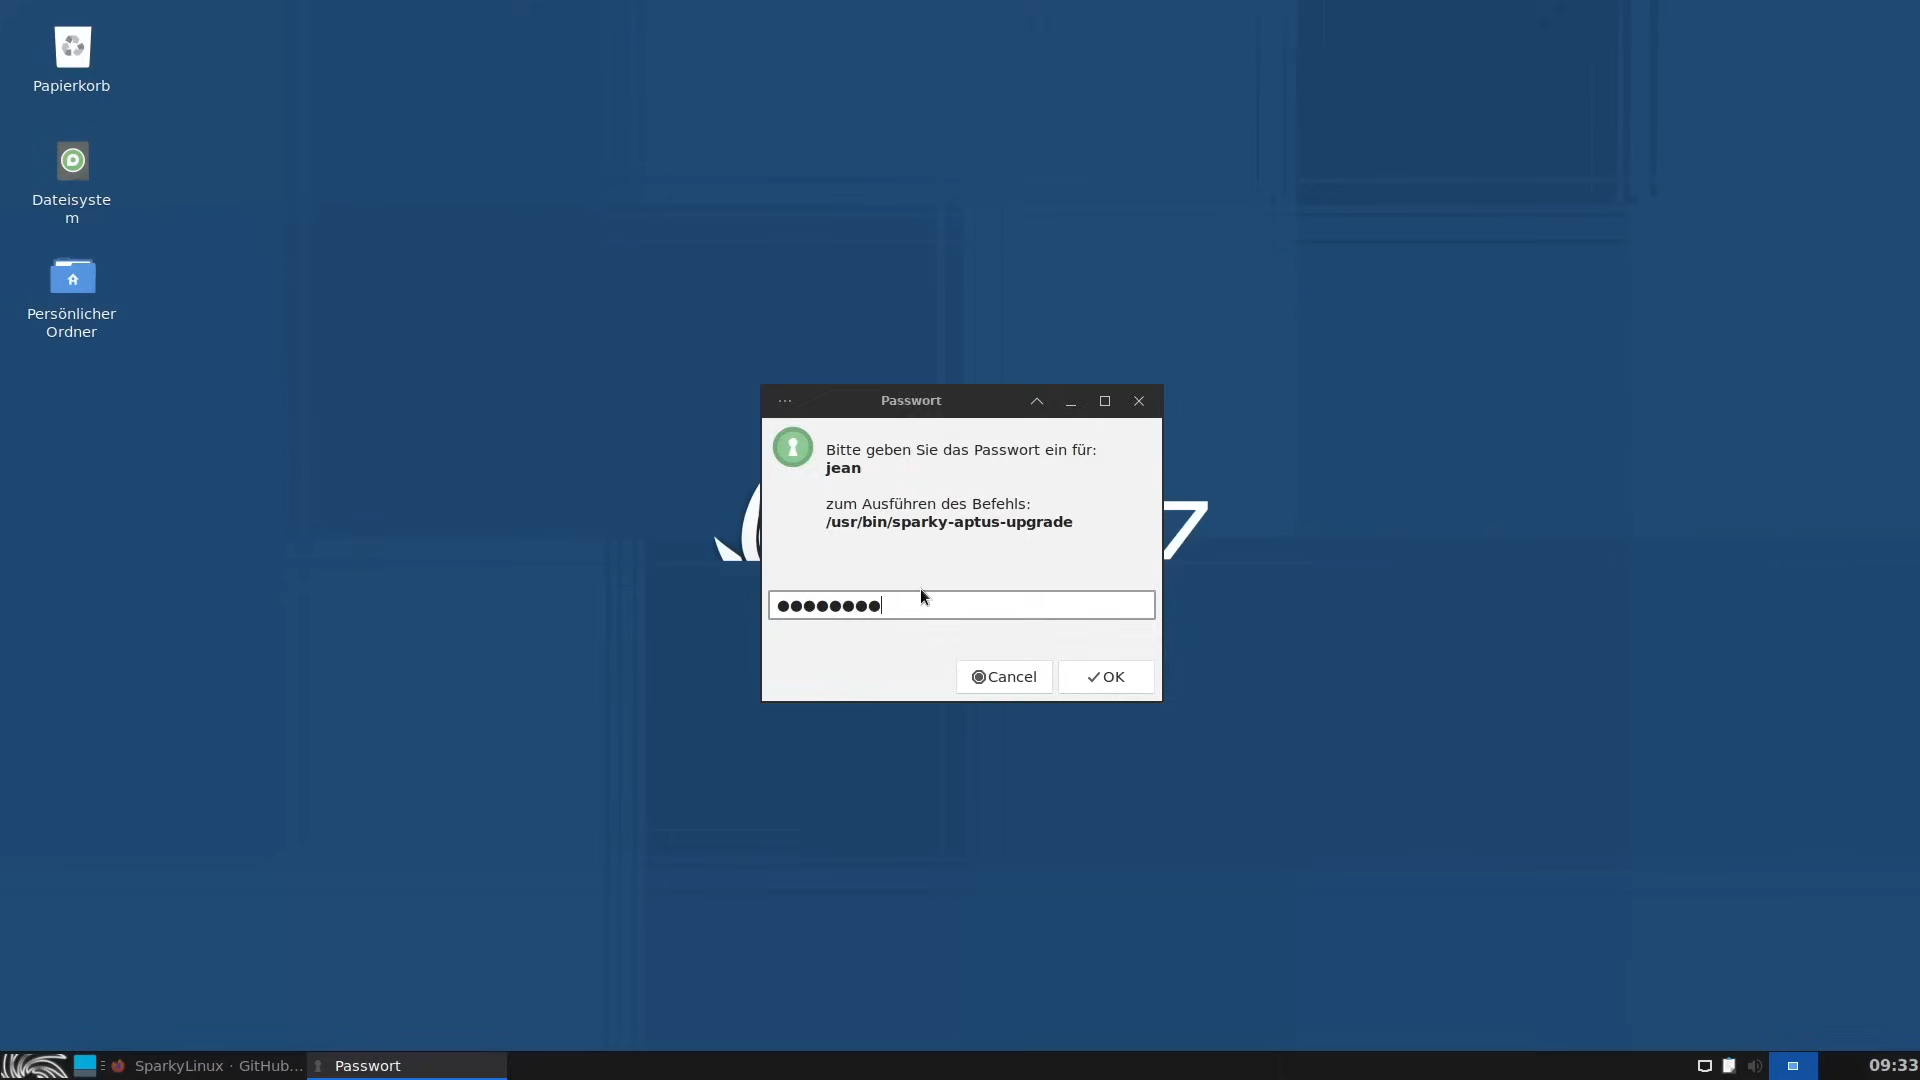 Papierkorb
Dateisyste
m
Persönlicher
Ordner
Passwort
Bitte geben Sie das Passwort ein für:
jean
zum Ausführen des Befehls:
/usr/bin/sparky-aptus-upgrade
●●●●●●●●
Cancel
OK
7
SparkyLinux · GitHub...
Passwort
09:33